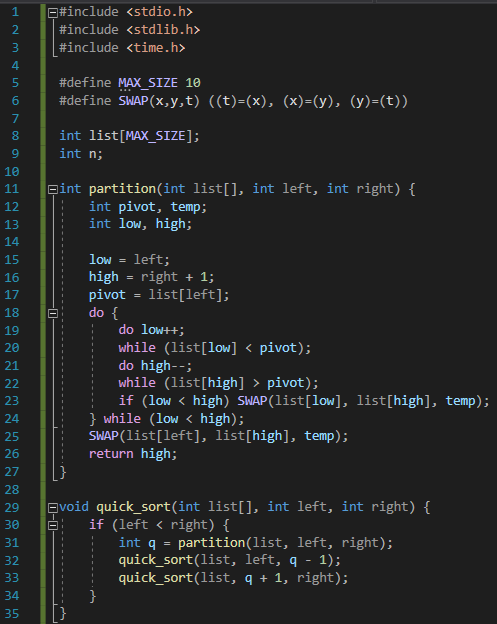 1 #include <stdio.h>
2 #include <stdlib.h>
3 #include <time.h>
4
5 #define MAX_SIZE 10
6 #define SWAP(x,y,t) ((t)=(x), (x)=(y), (y)=(t))
7
8 int list[MAX_SIZE];
9 int n;
10
11 int partition(int list[], int left, int right) {
12     int pivot, temp;
13     int low, high;
14
15     low = left;
16     high = right + 1;
17     pivot = list[left];
18     do {
19         do low++;
20         while (list[low] < pivot);
21         do high--;
22         while (list[high] > pivot);
23         if (low < high) SWAP(list[low], list[high], temp);
24     } while (low < high);
25     SWAP(list[left], list[high], temp);
26     return high;
27 }
28
29 void quick_sort(int list[], int left, int right) {
30     if (left < right) {
31         int q = partition(list, left, right);
32         quick_sort(list, left, q - 1);
33         quick_sort(list, q + 1, right);
34     }
35 }